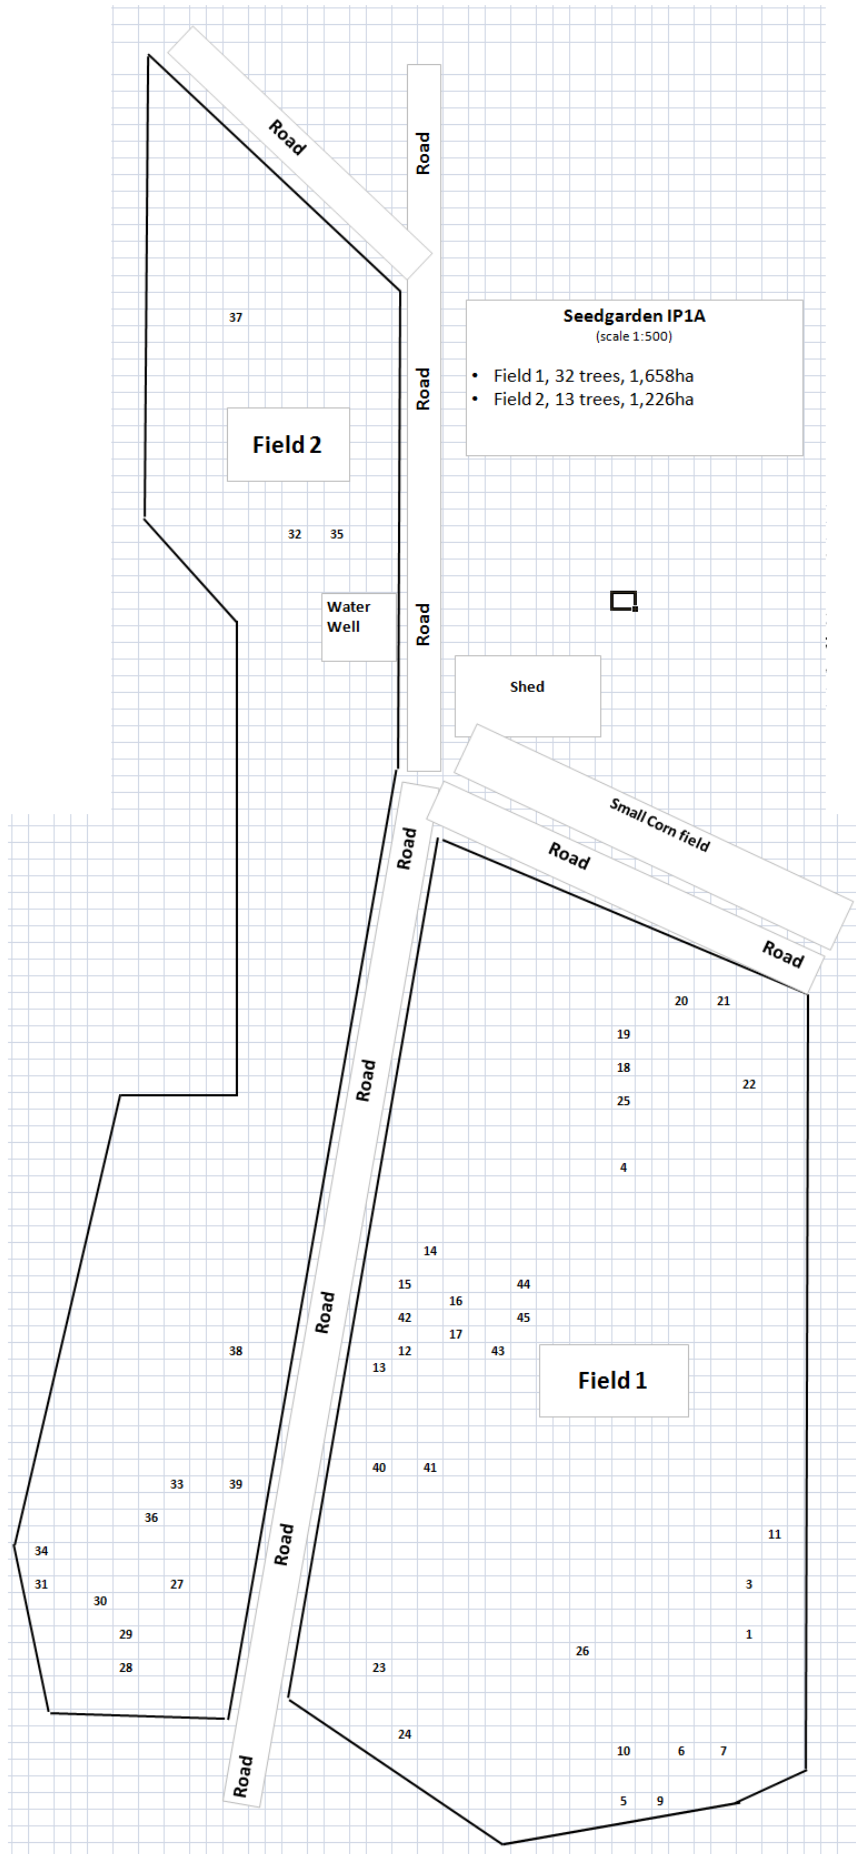 Road
Road
37
Seedgarden IP1A
(scale 1:500)
• Field 1, 32 trees, 1,658ha
• Field 2, 13 trees, 1,226ha
Road
Field 2
32 35
Water
Well
Road
Shed
Small Corn field
Road
Road
Road
20 21
19
18
22
Road
25
4
14
15 44
16
42 45
Road
17
38 12 43
13
Field 1
40 41
33 39
36
11
Road
34
31 27 3
30
29 1
26
28 23
24
10 6 7
Road
5 9